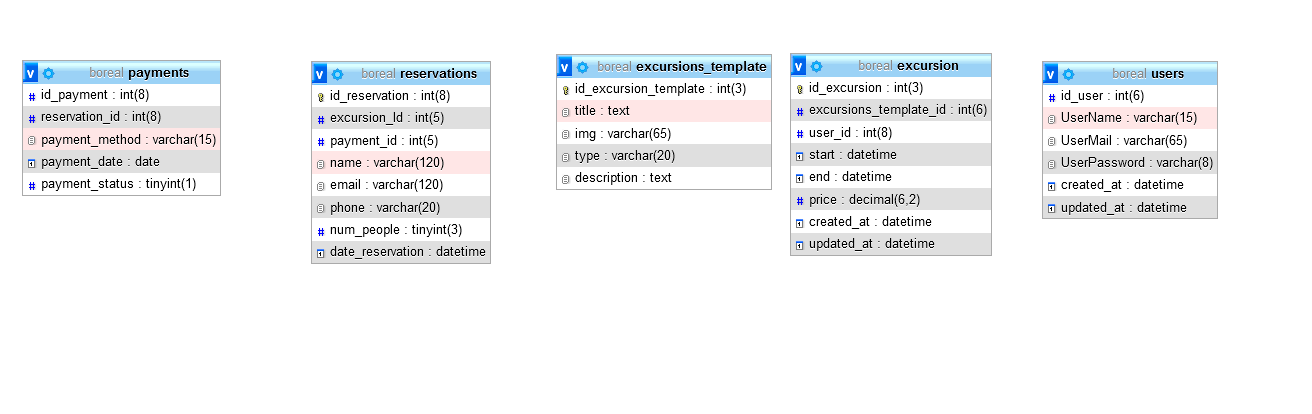 v boreal payments
id_payment : int(8)
reservation_id : int(8)
payment_method : varchar(15)
payment_date : date
payment_status : tinyint(1)
v boreal reservations
id_reservation : int(8)
excursion_Id : int(5)
payment_id : int(5)
name : varchar(120)
email : varchar(120)
phone : varchar(20)
num_people : tinyint(3)
date_reservation : datetime
v boreal excursions_template
id_excursion_template : int(3)
title : text
img : varchar(65)
type : varchar(20)
description : text
v boreal excursion
id_excursion : int(3)
excursions_template_id : int(6)
user_id : int(8)
start : datetime
end : datetime
price : decimal(6,2)
created_at : datetime
updated_at : datetime
v boreal users
id_user : int(6)
UserName : varchar(15)
UserMail : varchar(65)
UserPassword : varchar(8)
created_at : datetime
updated_at : datetime